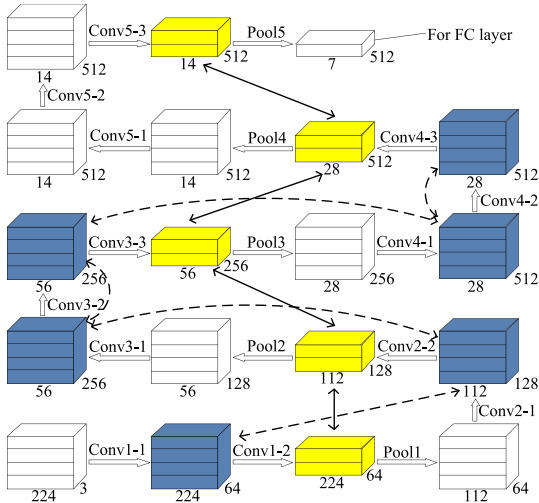 Conv5-3 Pool5 For FC layer
14 512 14 512 7 512
Conv5-2
Conv5-1 Pool4 Conv4-3
14 512 14 512 28 512 28 512
Conv4-2
Conv3-3 Pool3 Conv4-1
56 256 56 256 28 256 28 512
Conv3-2
Conv3-1 Pool2 Conv2-2
56 256 56 128 112 128 112 128
Conv2-1
Conv1-1 Conv1-2 Pool1
224 3 224 64 224 64 112 64